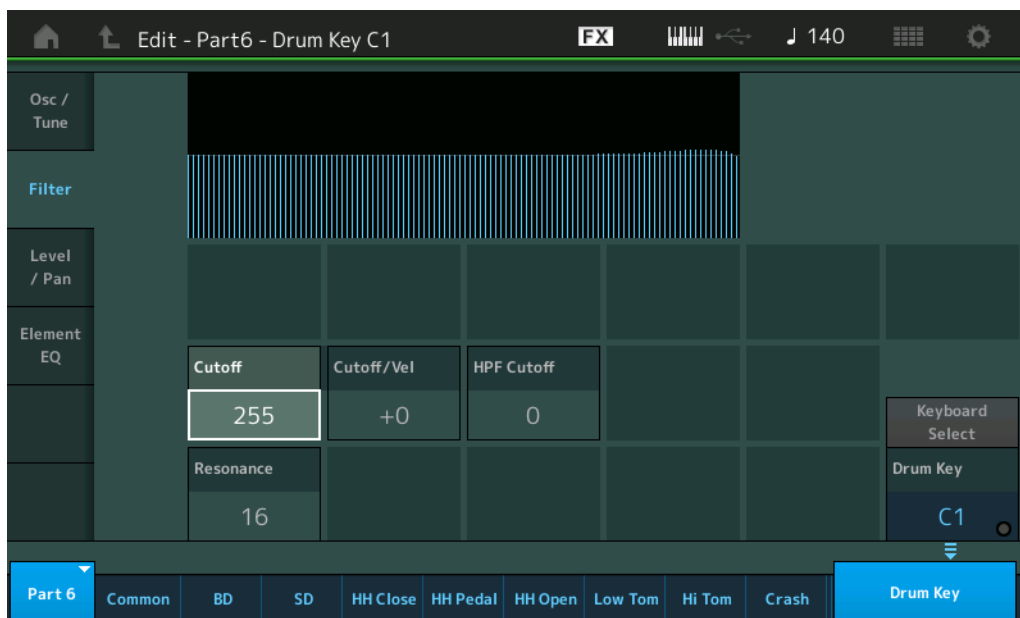 Edit - Part6 - Drum Key C1
FX
♩ 140
Osc /
Tune
Filter
Level
/ Pan
Element
EQ
Cutoff
255
Cutoff/Vel
+0
HPF Cutoff
0
Resonance
16
Keyboard
Select
Drum Key
C1
Part 6
Common
BD
SD
HH Close
HH Pedal
HH Open
Low Tom
Hi Tom
Crash
Drum Key